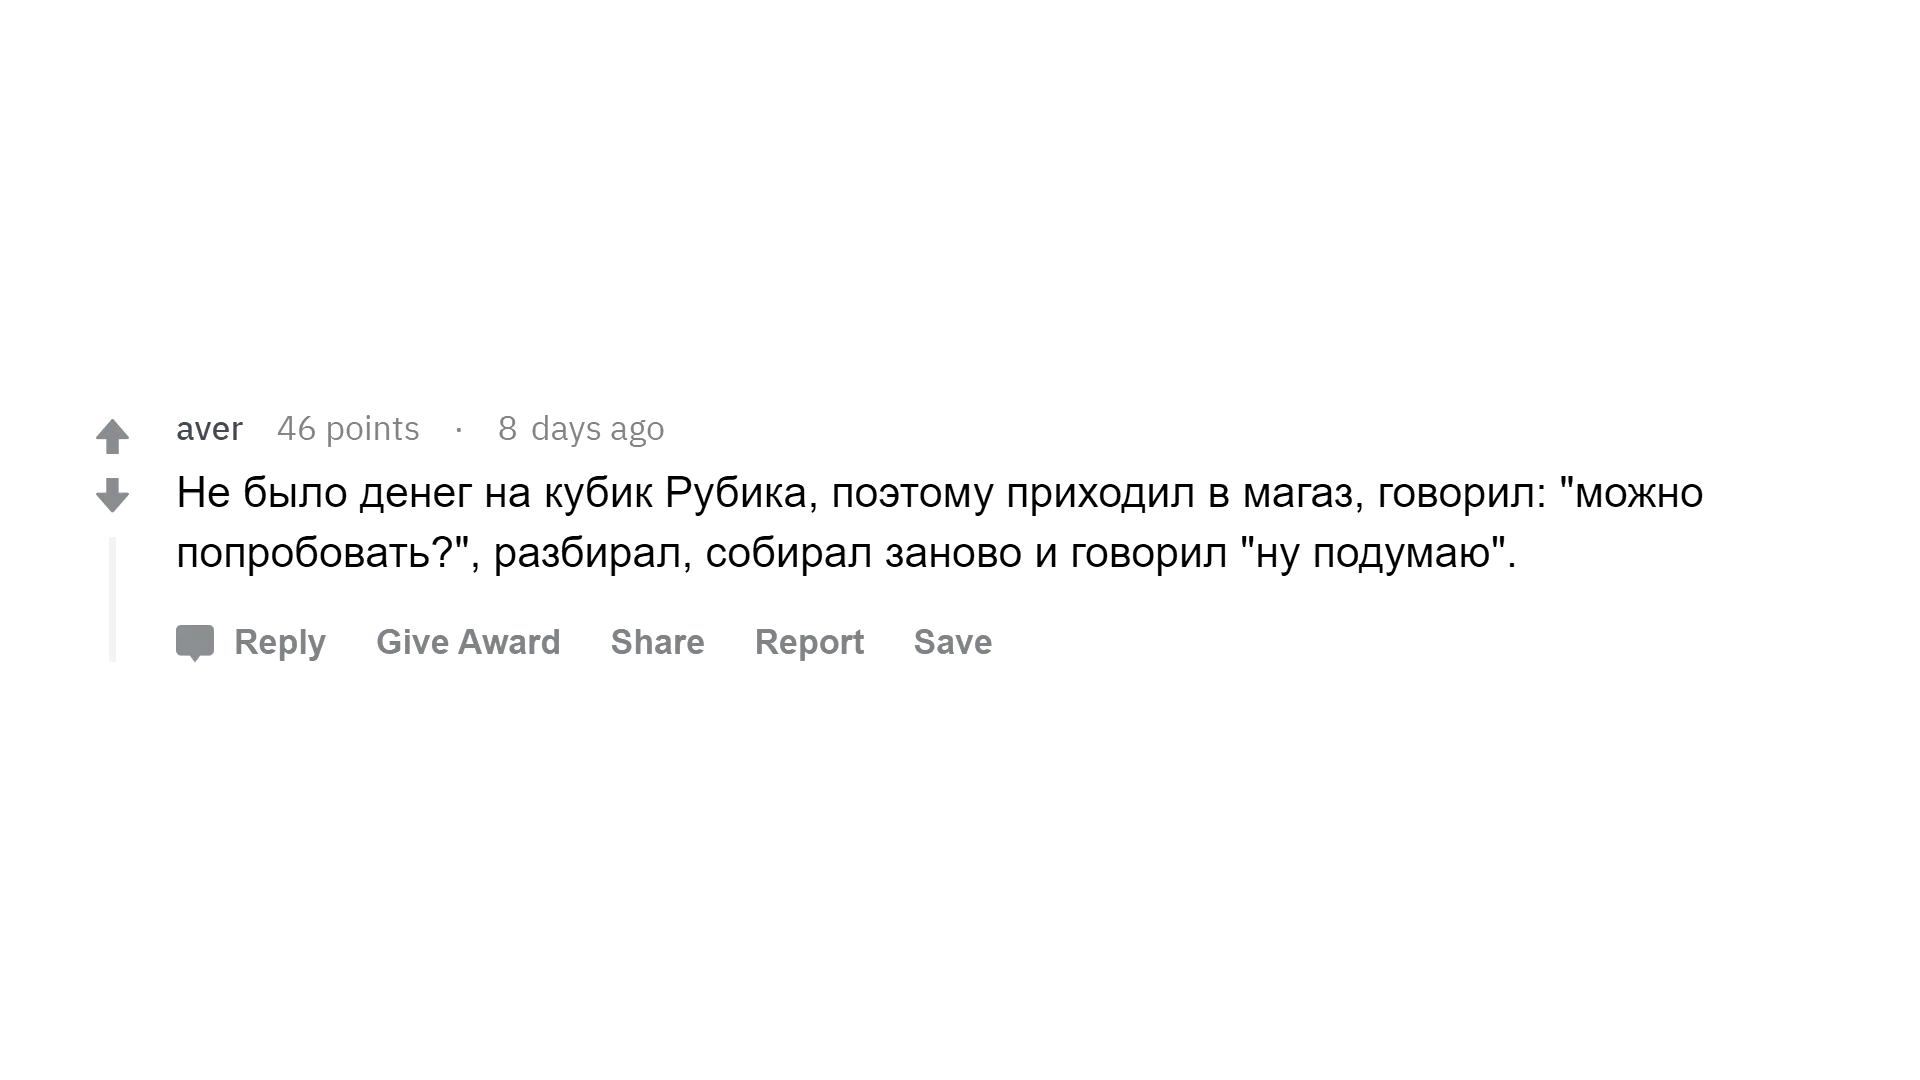 aver 46 points · 8 days ago
Не было денег на кубик Рубика, поэтому приходил в магаз, говорил: "можно
попробовать?", разбирал, собирал заново и говорил "ну подумаю".
Reply Give Award Share Report Save